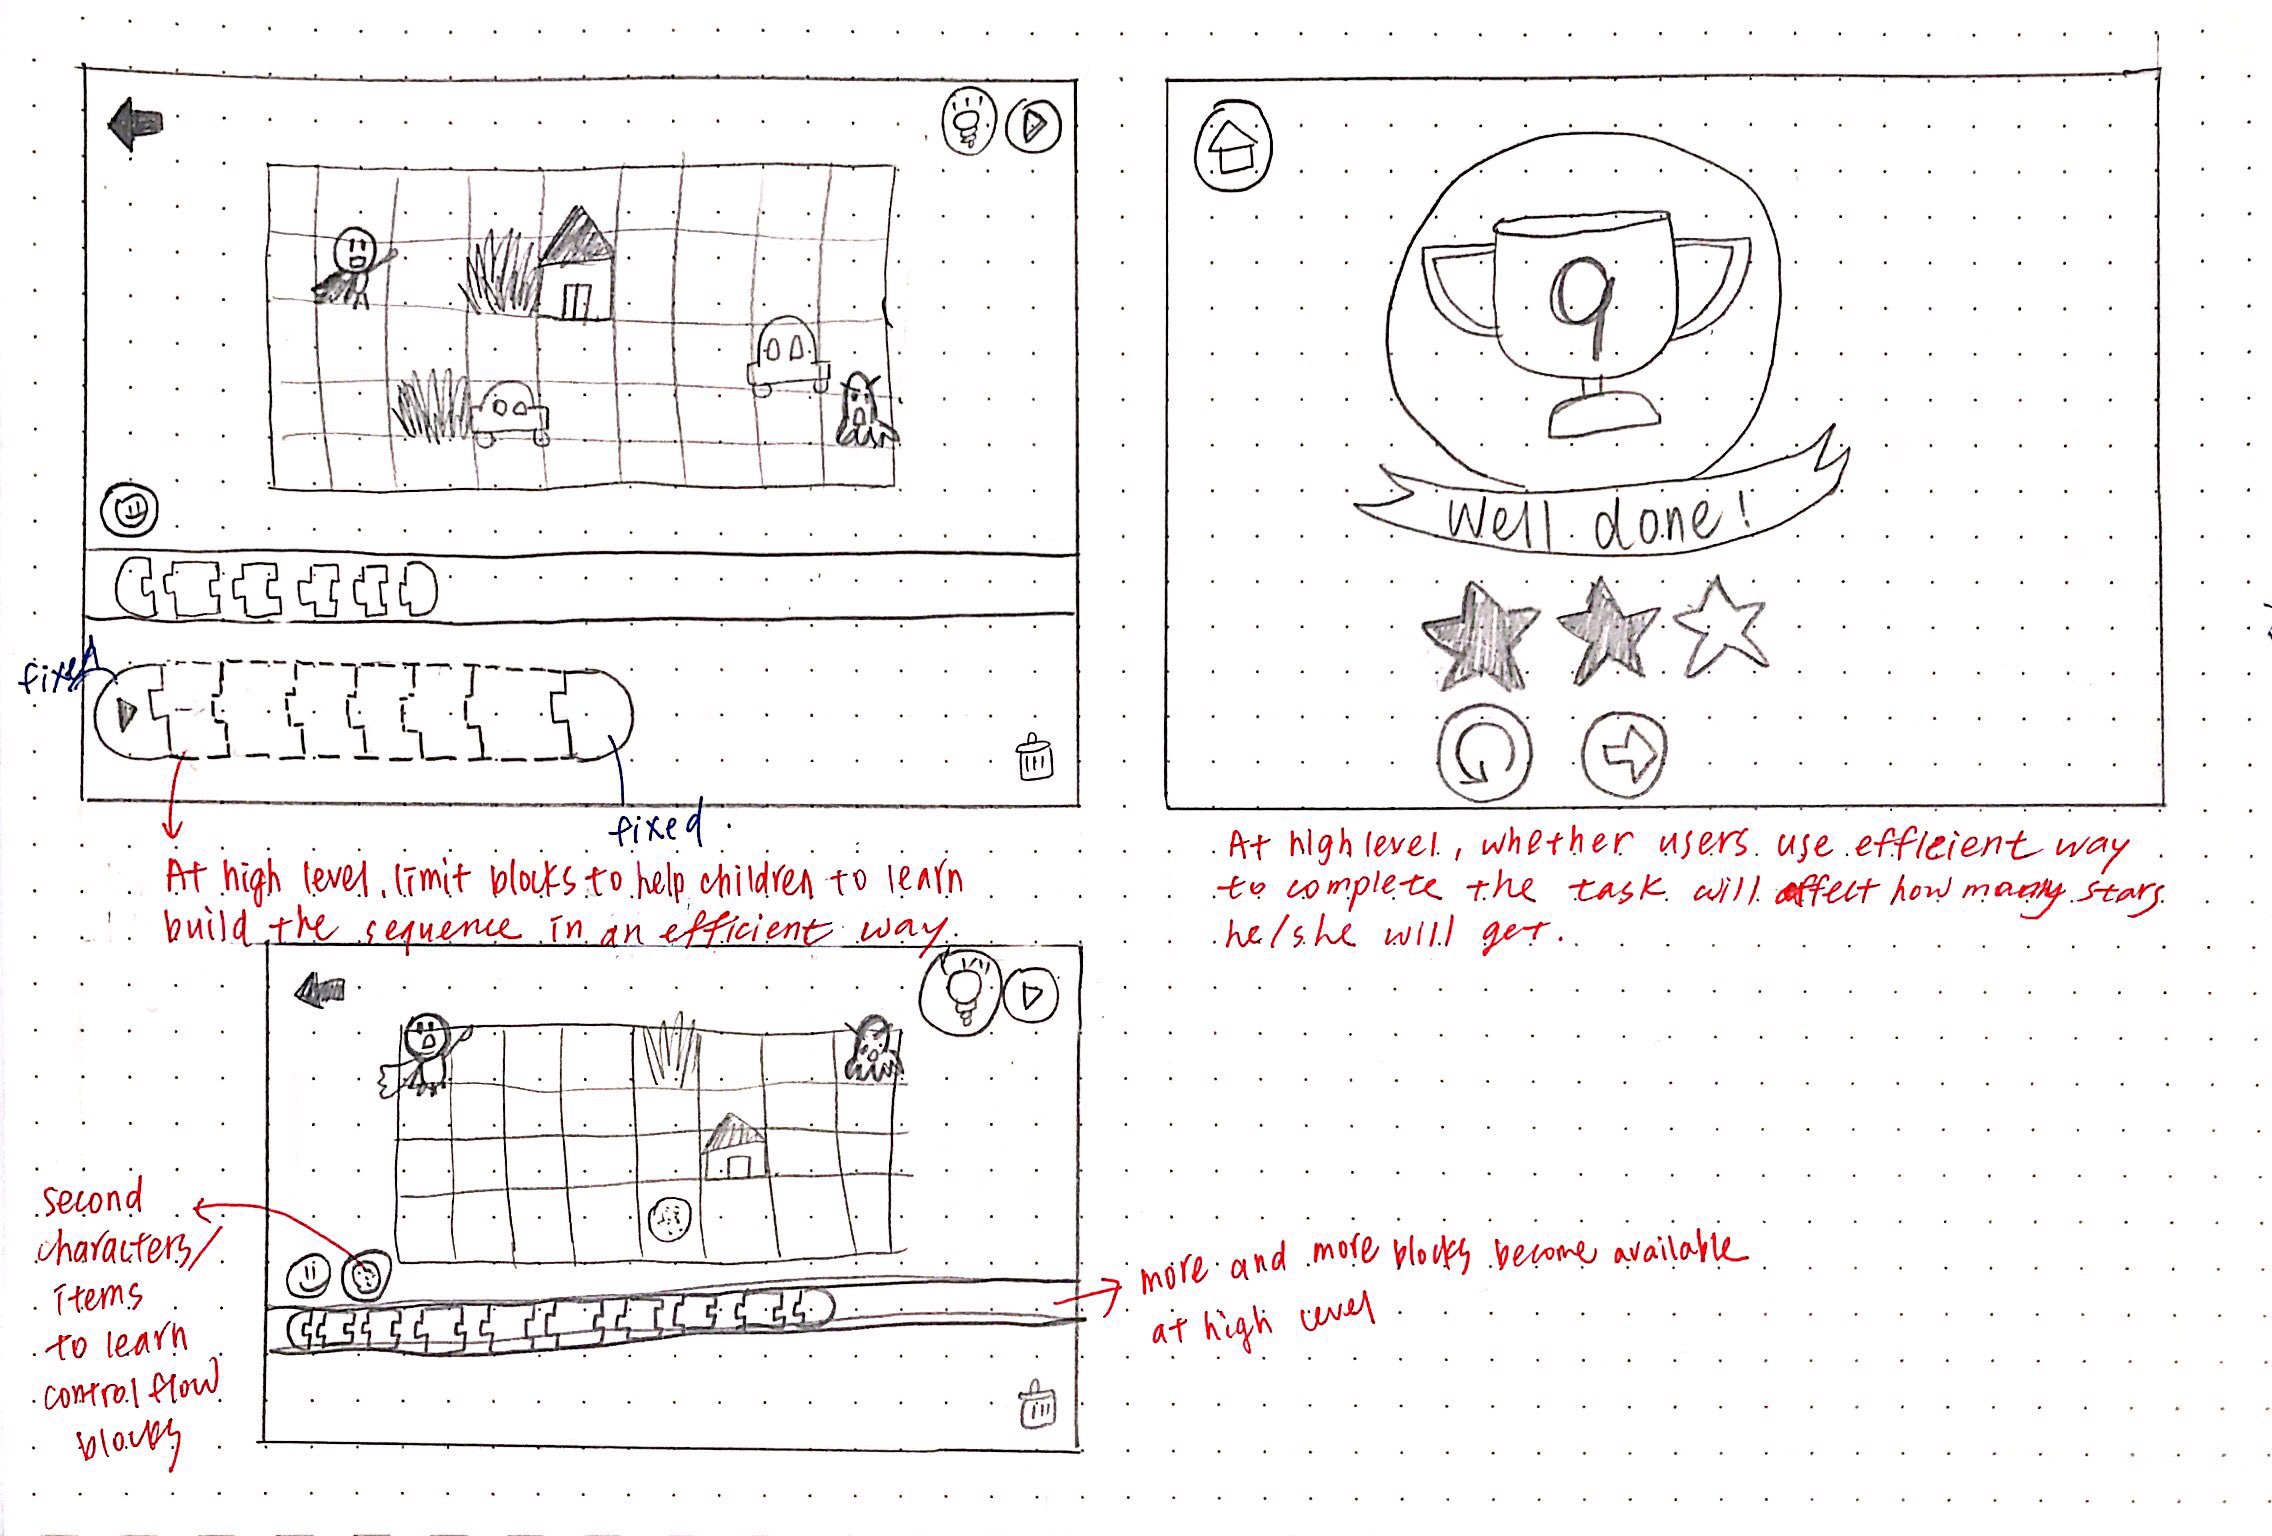 9
Well done!
fixed
fixed.
At high level, limit blocks to help children to learn
build the sequence in an efficient way.
At high level, whether users use effieient way
to complete the task will affect how many stars
he/she will get.
second
characters/
items
to learn
control flow
blocks
more and more blocks become available
at high level